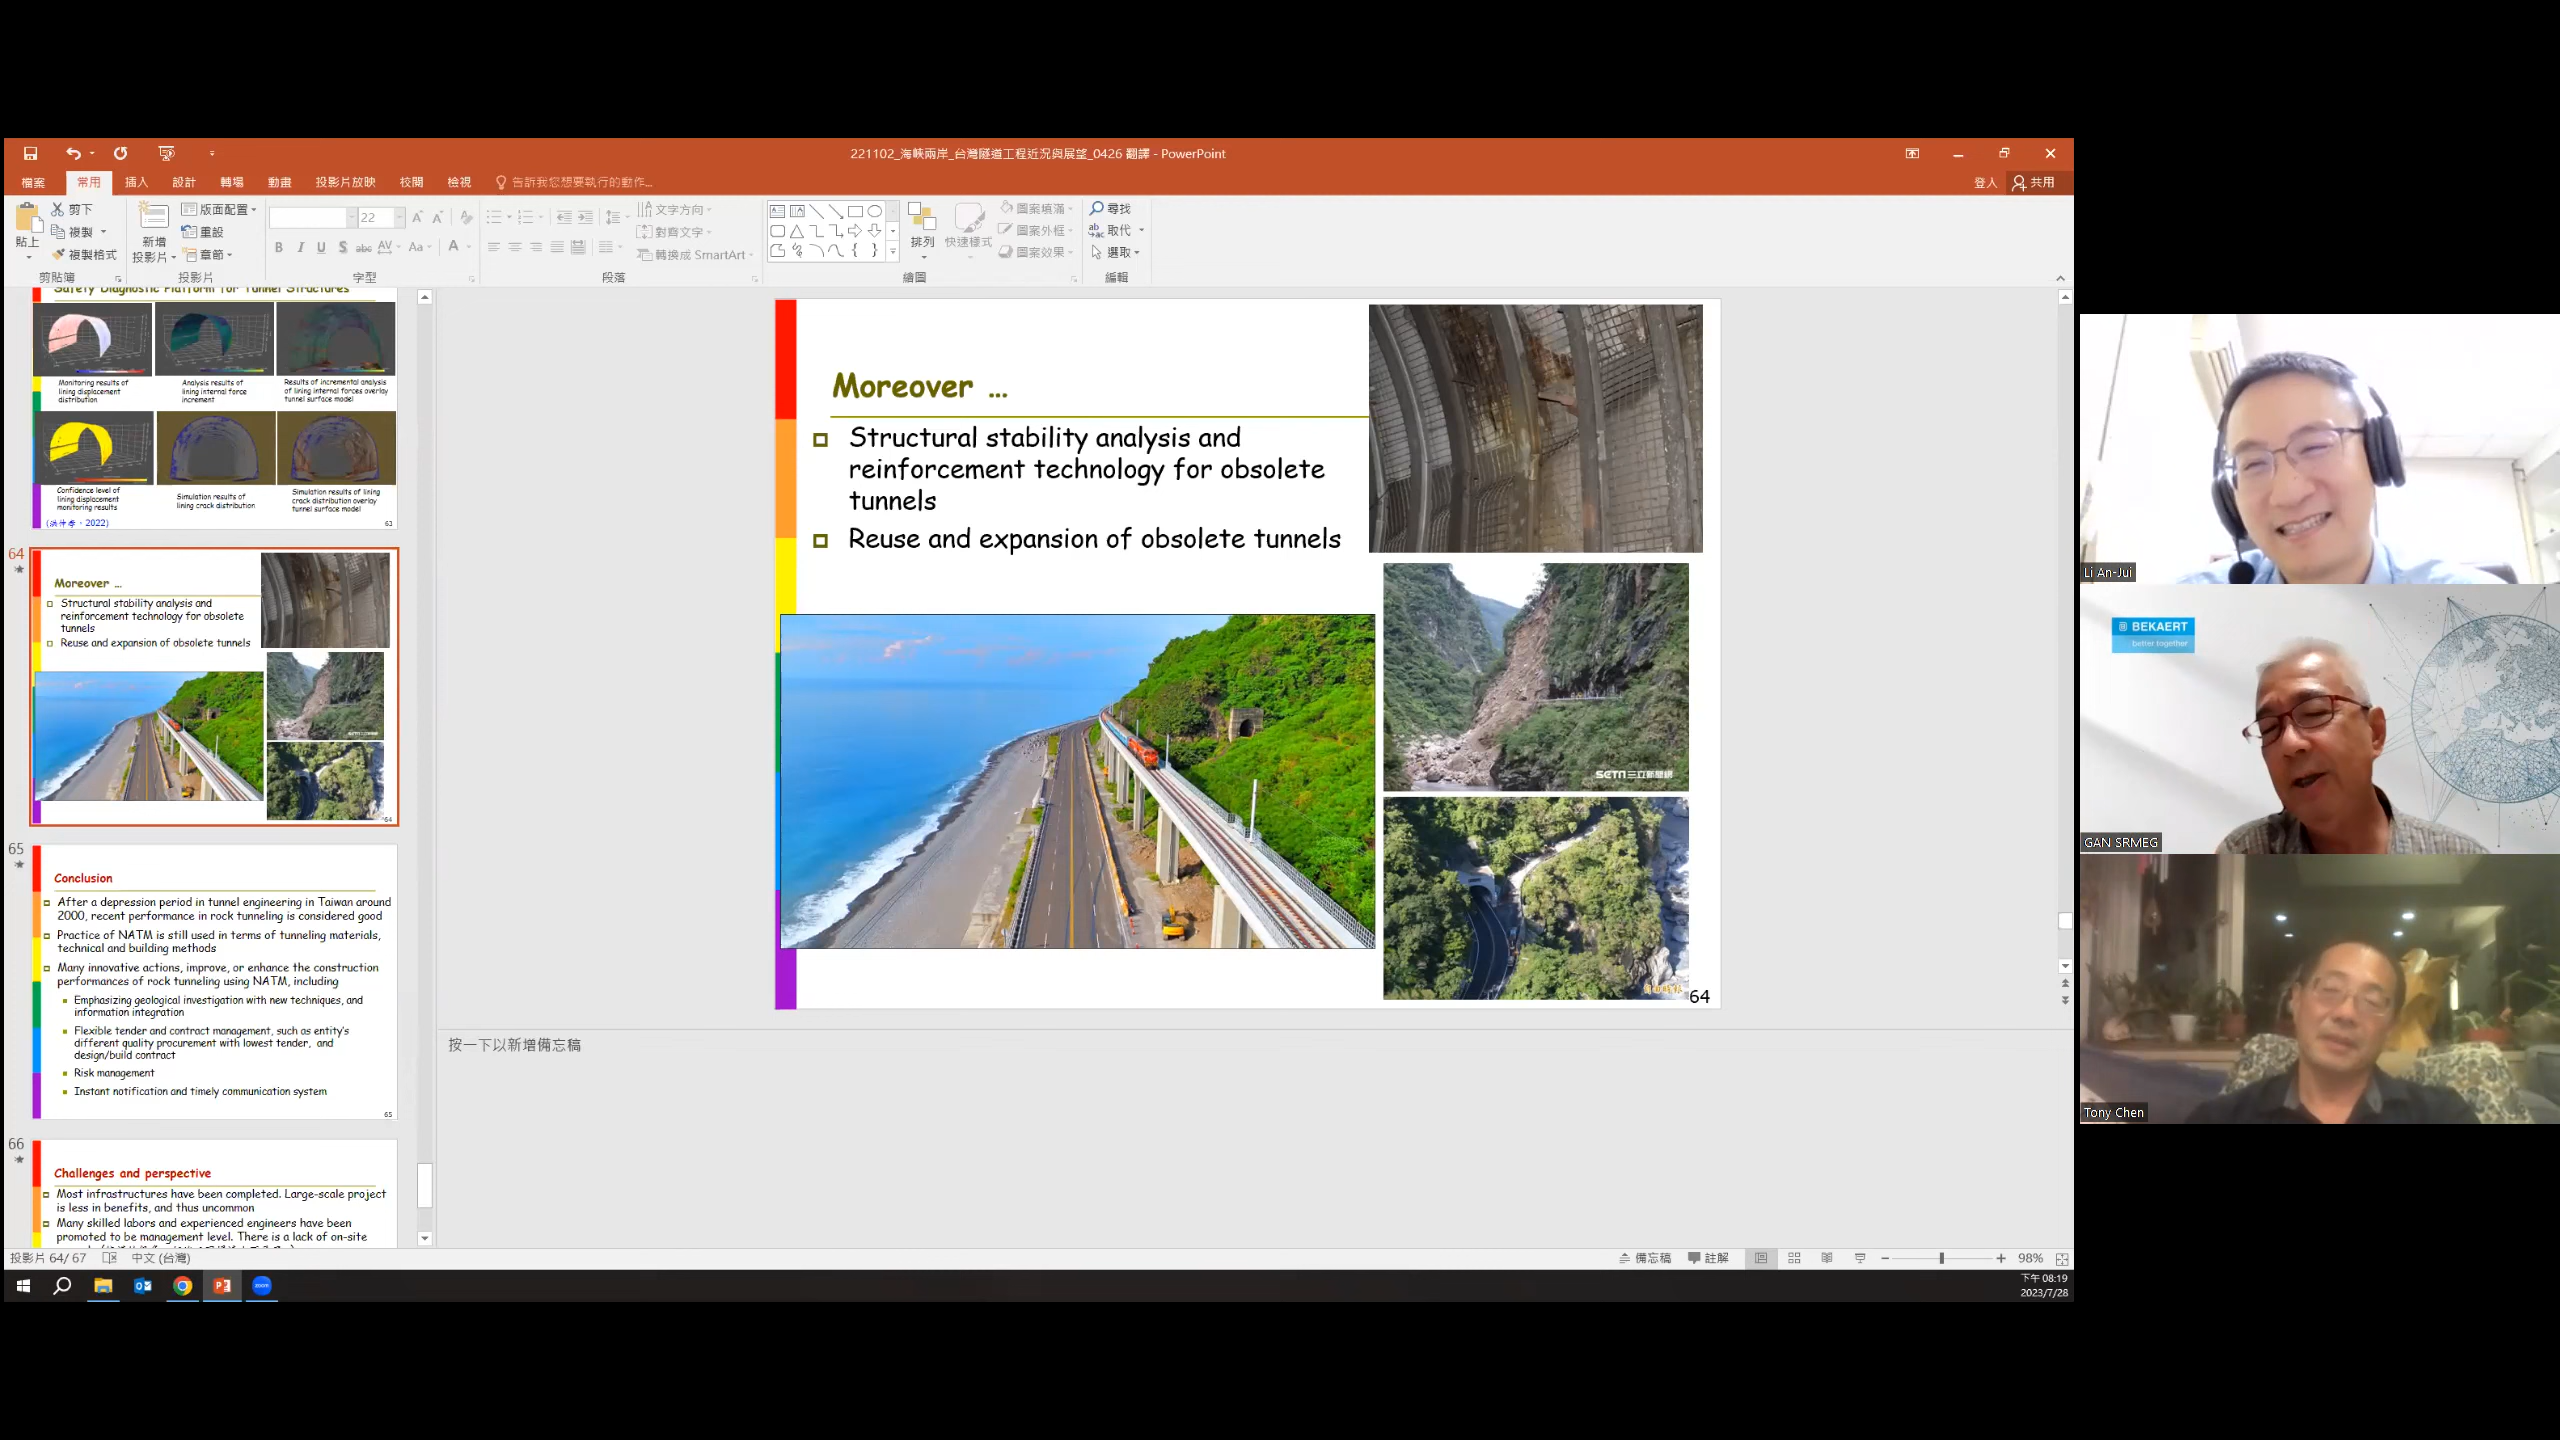 221102_海峽兩岸_台灣隧道工程近況與展望_0426 翻譯 - PowerPoint
檔案 常用 插入 設計 轉場 動畫 投影片放映 校閱 檢視 告訴我您想要執行的動作... 登入 共用
貼上
剪下
複製
複製格式
剪貼簿
新增
投影片
版面配置
重設
章節
投影片
22
B I U S abc AV Aa A
字型
文字方向
對齊文字
轉換成 SmartArt
段落
排列
快速樣式
圖案填滿
圖案外框
圖案效果
繪圖
尋找
取代
選取
編輯
Safety Diagnostic Platform for Tunnel Structures
Monitoring results of
lining displacement
distribution
Analysis results of
lining internal force
increment
Results of incremental analysis
of lining internal forces overlay
tunnel surface model
Confidence level of
lining displacement
monitoring results
Simulation results of
lining crack distribution
Simulation results of lining
crack distribution overlay
tunnel surface model
2022)
63
64
Moreover ...
Structural stability analysis and
reinforcement technology for obsolete
tunnels
Reuse and expansion of obsolete tunnels
64
65
Conclusion
After a depression period in tunnel engineering in Taiwan around
2000, recent performance in rock tunneling is considered good
Practice of NATM is still used in terms of tunneling materials,
technical and building methods
Many innovative actions, improve, or enhance the construction
performances of rock tunneling using NATM, including
Emphasizing geological investigation with new techniques, and
information integration
Flexible tender and contract management, such as entity's
different quality procurement with lowest tender, and
design/build contract
Risk management
Instant notification and timely communication system
65
66
Challenges and perspective
Most infrastructures have been completed. Large-scale project
is less in benefits, and thus uncommon
Many skilled labors and experienced engineers have been
promoted to be management level. There is a lack of on-site
Moreover ...
Structural stability analysis and
reinforcement technology for obsolete
tunnels
Reuse and expansion of obsolete tunnels
SETN 三立新聞網
自由時報
64
按一下以新增備忘稿
投影片 64/ 67 中文 (台灣) 備忘稿 註解 98%
下午 08:19
2023/7/28
Li An-Jui
BEKAERT
better together
GAN SRMEG
Tony Chen